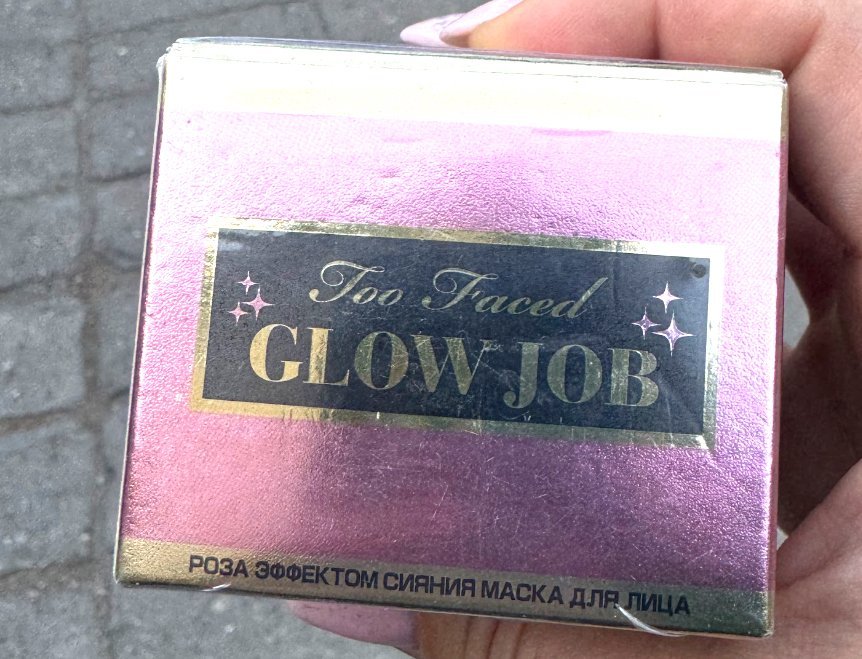 Too Faced
GLOW JOB
РОЗА ЭФФЕКТОМ СИЯНИЯ МАСКА ДЛЯ ЛИЦА